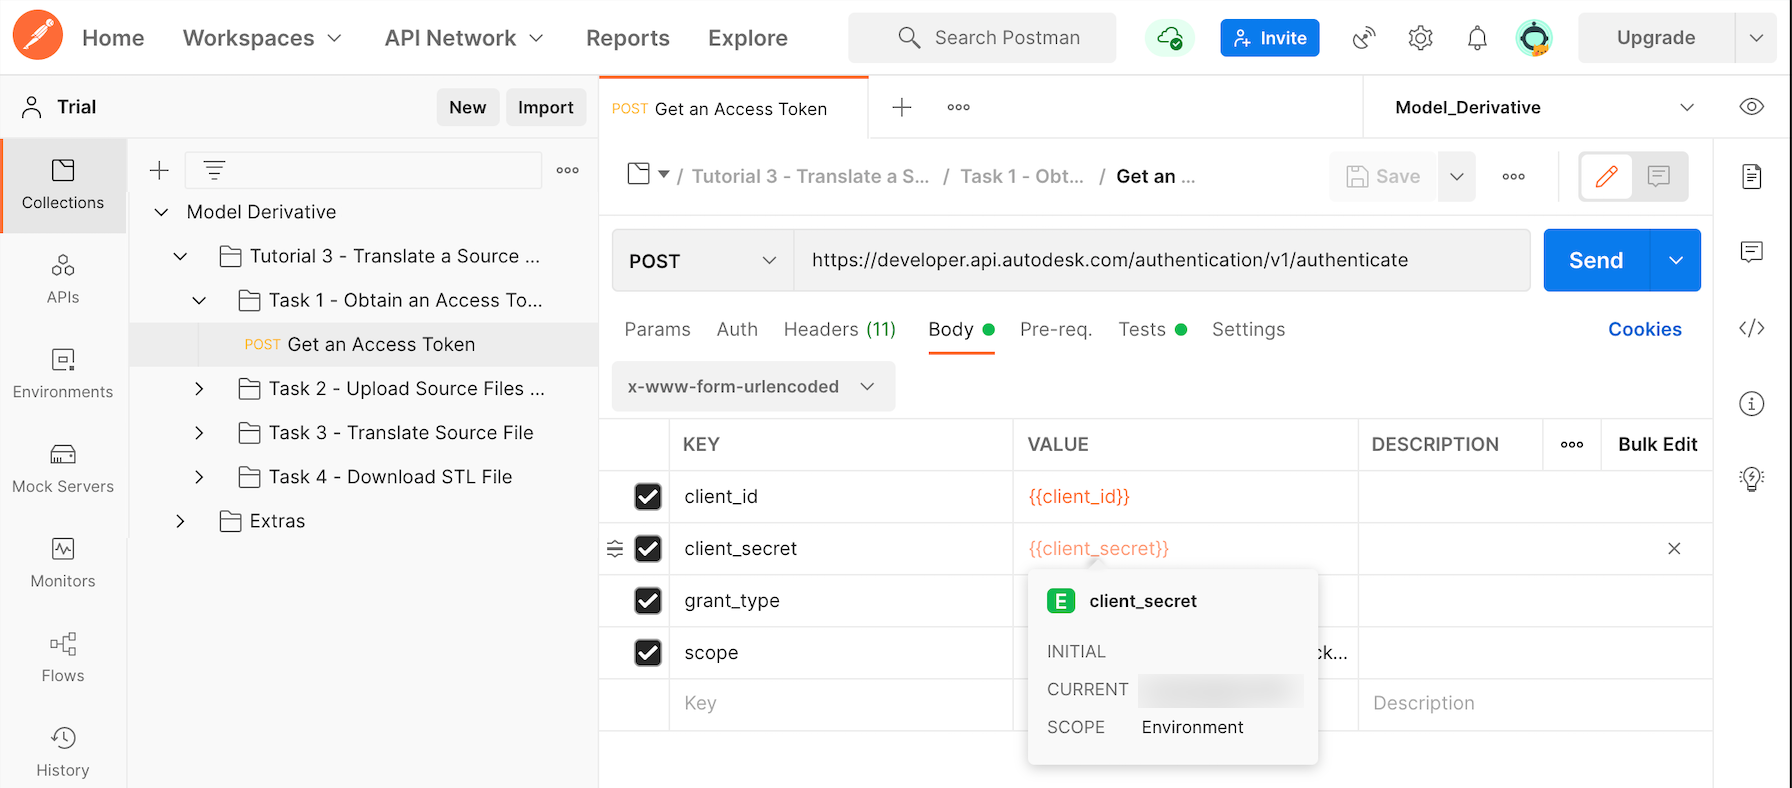 Home
Workspaces
API Network
Reports
Explore
Search Postman
Invite
Upgrade
Trial
New
Import
POST Get an Access Token
Model_Derivative
Collections
APIs
Environments
Mock Servers
Monitors
Flows
History
Model Derivative
Tutorial 3 - Translate a Source ...
Task 1 - Obtain an Access To...
POST Get an Access Token
Task 2 - Upload Source Files ...
Task 3 - Translate Source File
Task 4 - Download STL File
Extras
/ Tutorial 3 - Translate a S... / Task 1 - Obt... / Get an ...
Save
POST
https://developer.api.autodesk.com/authentication/v1/authenticate
Send
Params
Auth
Headers (11)
Body
Pre-req.
Tests
Settings
Cookies
x-www-form-urlencoded
KEY
VALUE
DESCRIPTION
Bulk Edit
client_id
{{client_id}}
client_secret
{{client_secret}}
grant_type
scope
ck...
Key
Description
E client_secret
INITIAL
CURRENT
SCOPE Environment